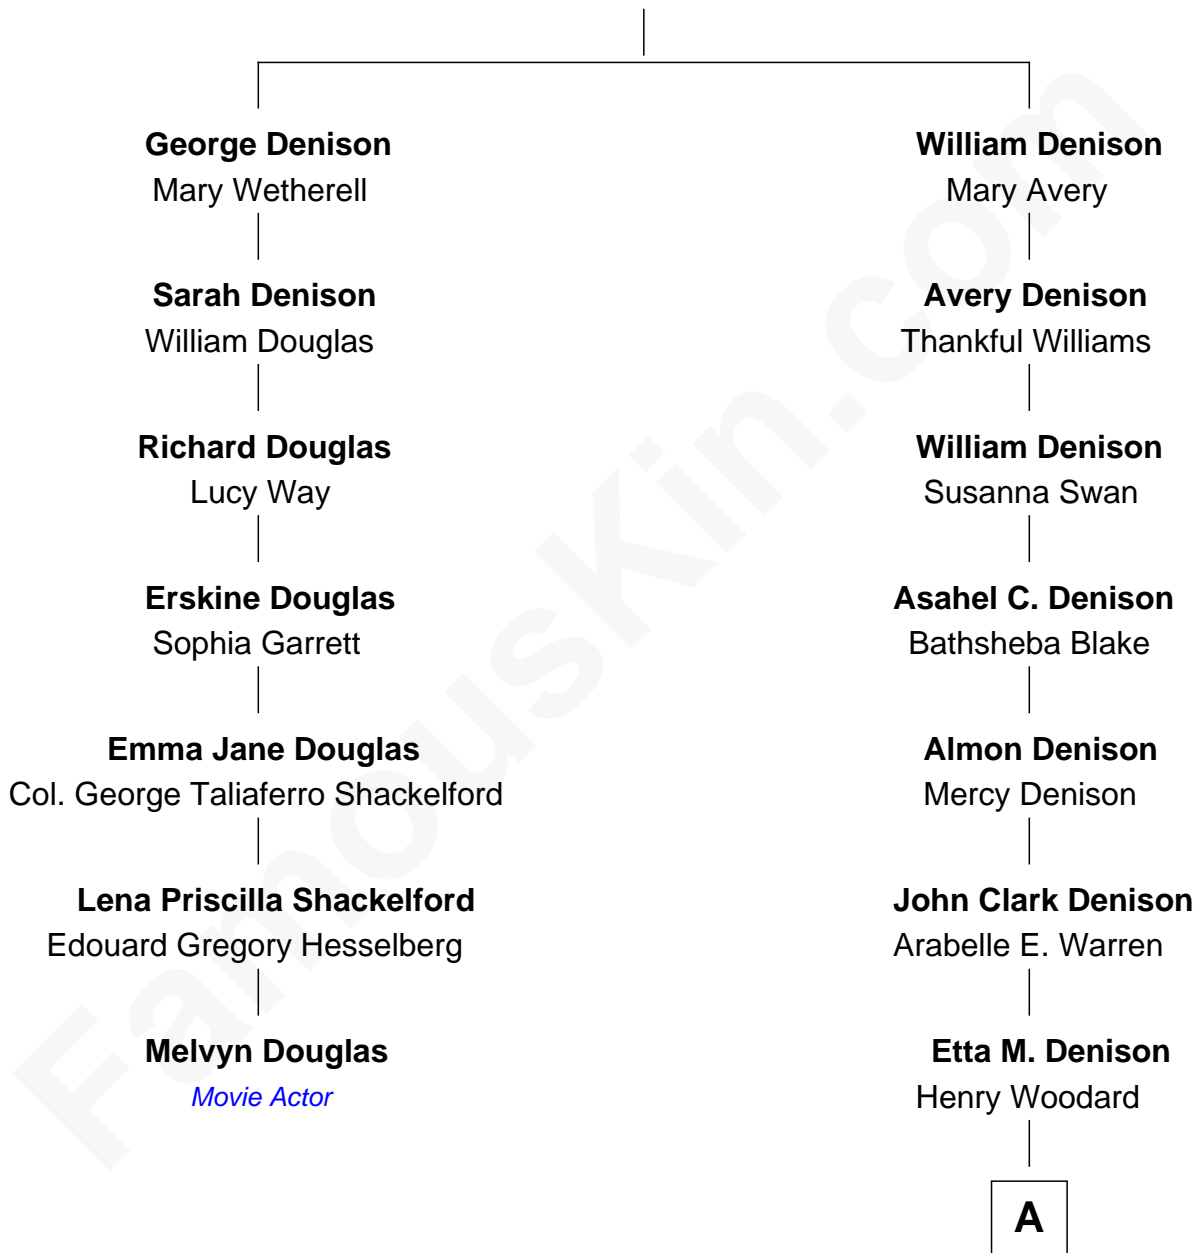 George Denison
Mary Wetherell
William Denison
Mary Avery
Sarah Denison
William Douglas
Avery Denison
Thankful Williams
Richard Douglas
Lucy Way
William Denison
Susanna Swan
Erskine Douglas
Sophia Garrett
Asahel C. Denison
Bathsheba Blake
Emma Jane Douglas
Col. George Taliaferro Shackelford
Almon Denison
Mercy Denison
Lena Priscilla Shackelford
Edouard Gregory Hesselberg
John Clark Denison
Arabelle E. Warren
Melvyn Douglas
Movie Actor
Etta M. Denison
Henry Woodard
A
FamousKin.com